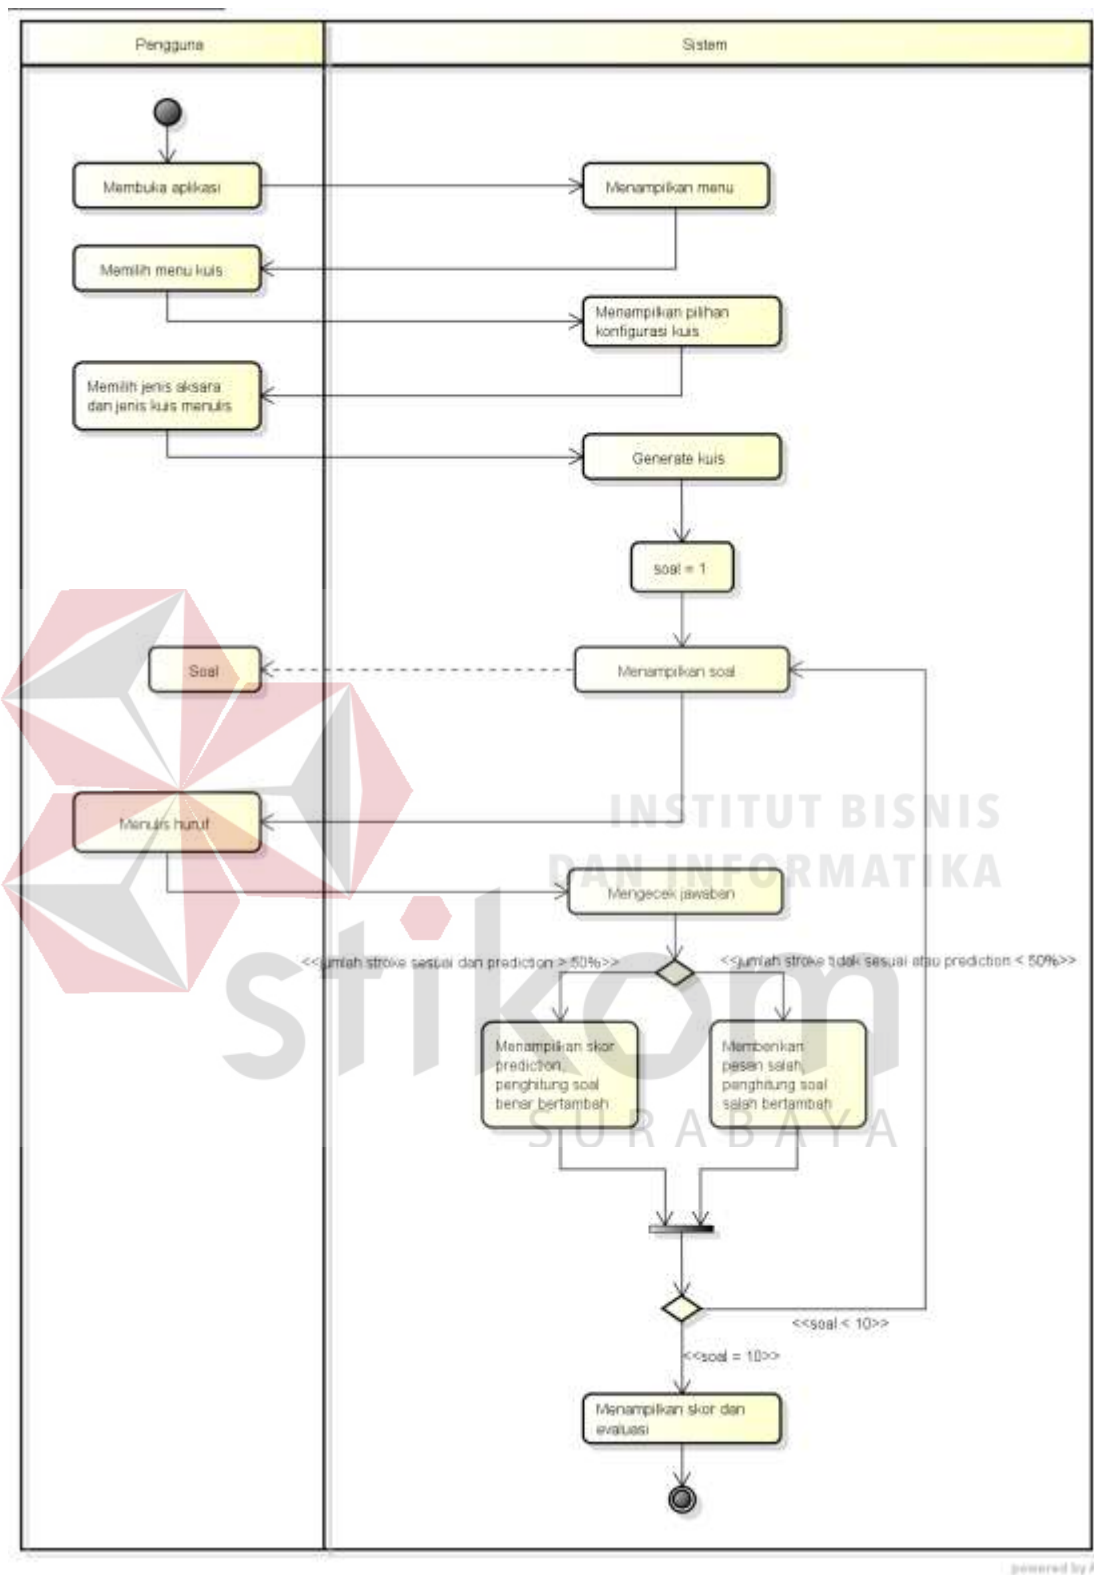 Pengguna
Sistem
Membuka aplikasi
Menampilkan menu
Memilih menu kuis
Menampilkan pilihan
konfigurasi kuis
Memilih jenis aksara
dan jenis kuis menulis
Generate kuis
soal = 1
Soal
Menampilkan soal
INSTITUT BISNIS
DAN INFORMATIKA
Menulis huruf
Mengecek jawaban
<<jumlah stroke sesuai dan prediction > 50%>>
<<jumlah stroke tidak sesuai atau prediction < 50%>>
stikom
Menampilkan skor
prediction,
penghitung soal
benar bertambah
Memberikan
pesan salah,
penghitung soal
salah bertambah
SURABAYA
<<soal < 10>>
<<soal = 10>>
Menampilkan skor dan
evaluasi
powered by A